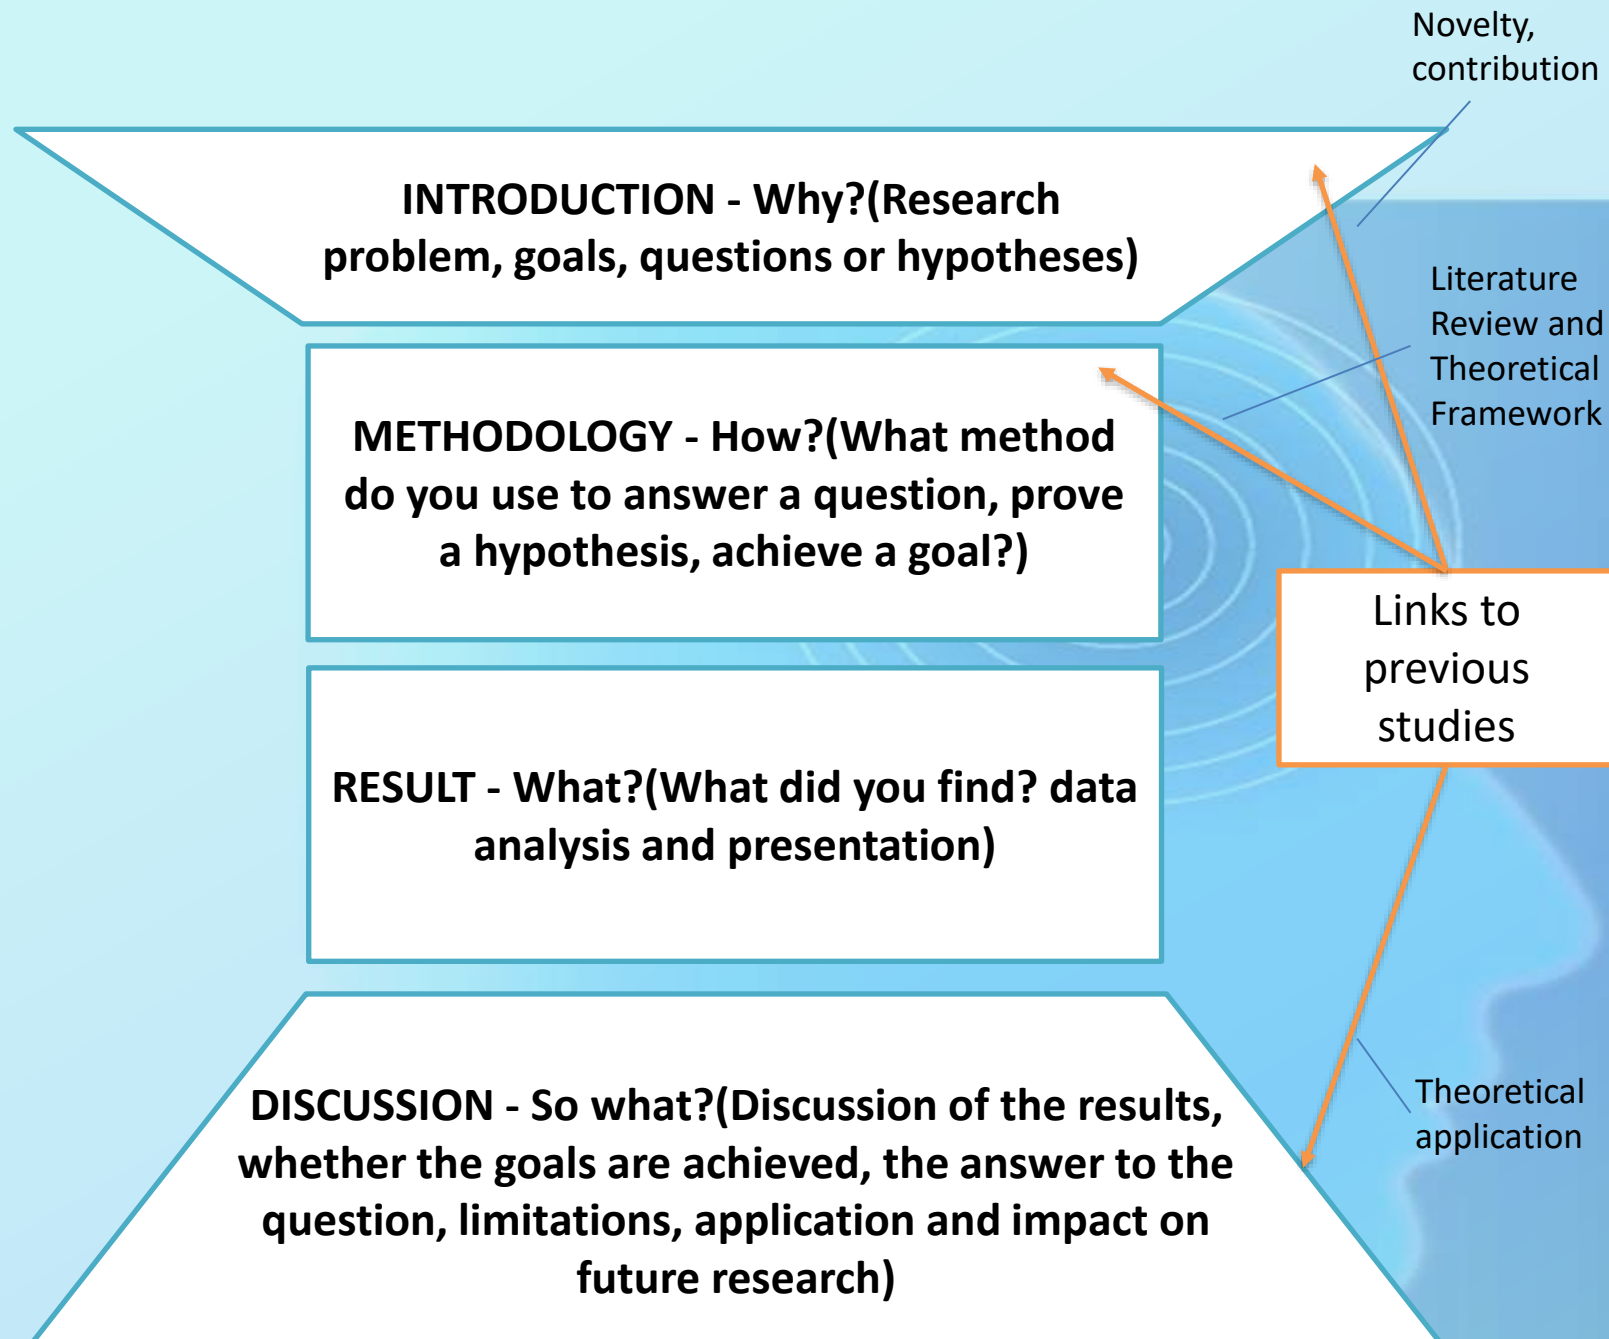 Novelty,
contribution
INTRODUCTION - Why?(Research
problem, goals, questions or hypotheses)
Literature
Review and
Theoretical
Framework
METHODOLOGY - How?(What method
do you use to answer a question, prove
a hypothesis, achieve a goal?)
Links to
previous
studies
RESULT - What?(What did you find? data
analysis and presentation)
DISCUSSION - So what?(Discussion of the results,
whether the goals are achieved, the answer to the
question, limitations, application and impact on
future research)
Theoretical
application